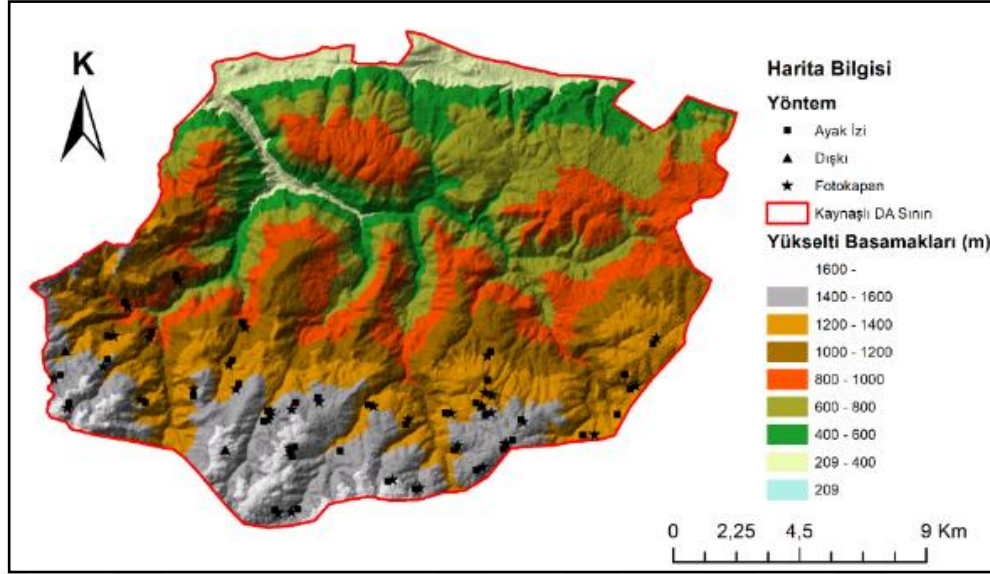 K
Harita Bilgisi
Yöntem
Ayak İzi
Dışkı
Fotokapan
Kaynaşlı DA Sınırı
Yükselti Basamakları (m)
1600 -
1400 - 1600
1200 - 1400
1000 - 1200
800 - 1000
600 - 800
400 - 600
209 - 400
209
0 2,25 4,5 9 Km